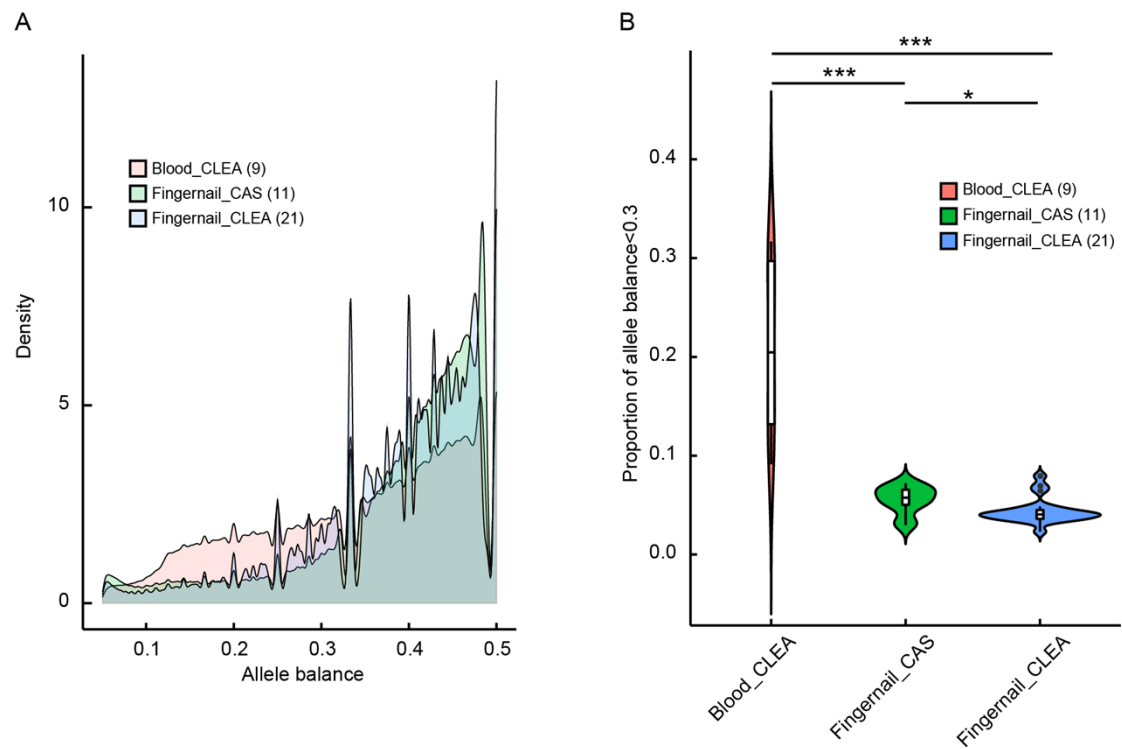 A
Blood_CLEA (9)
Fingernail_CAS (11)
Fingernail_CLEA (21)
Density
10
5
0
0.1 0.2 0.3 0.4 0.5
Allele balance
B
***
***
*
Blood_CLEA (9)
Fingernail_CAS (11)
Fingernail_CLEA (21)
Proportion of allele balance<0.3
0.4
0.3
0.2
0.1
0.0
Blood_CLEA
Fingernail_CAS
Fingernail_CLEA